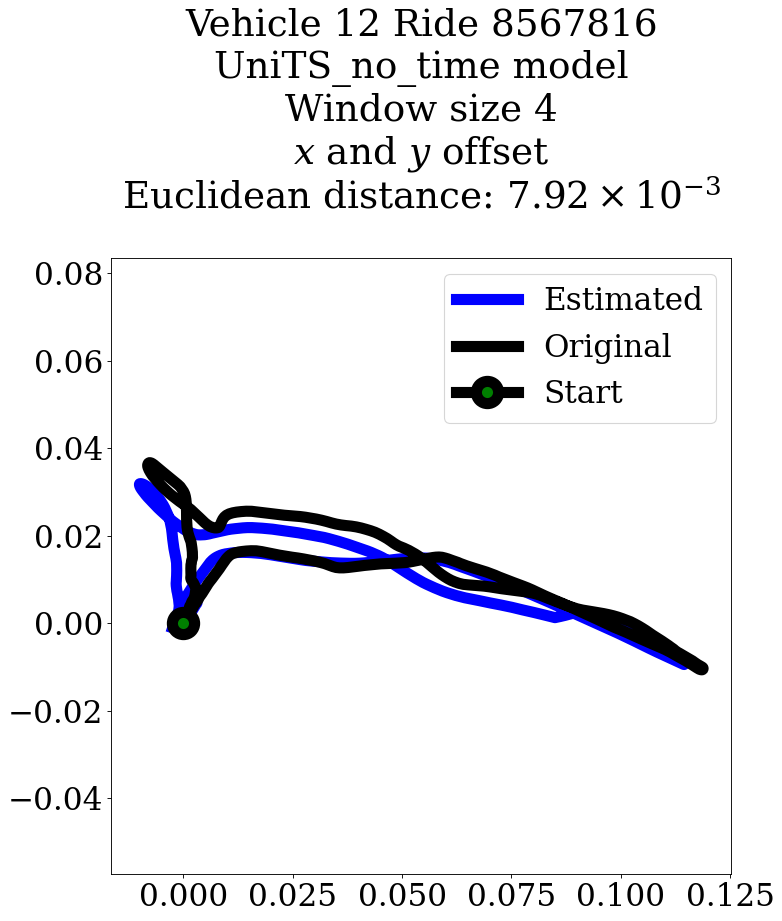 Vehicle 12 Ride 8567816
UniTS_no_time model
Window size 4
x and y offset
Euclidean distance: 7.92 × 10⁻³
Estimated
Original
Start
0.08
0.06
0.04
0.02
0.00
−0.02
−0.04
0.000 0.025 0.050 0.075 0.100 0.125